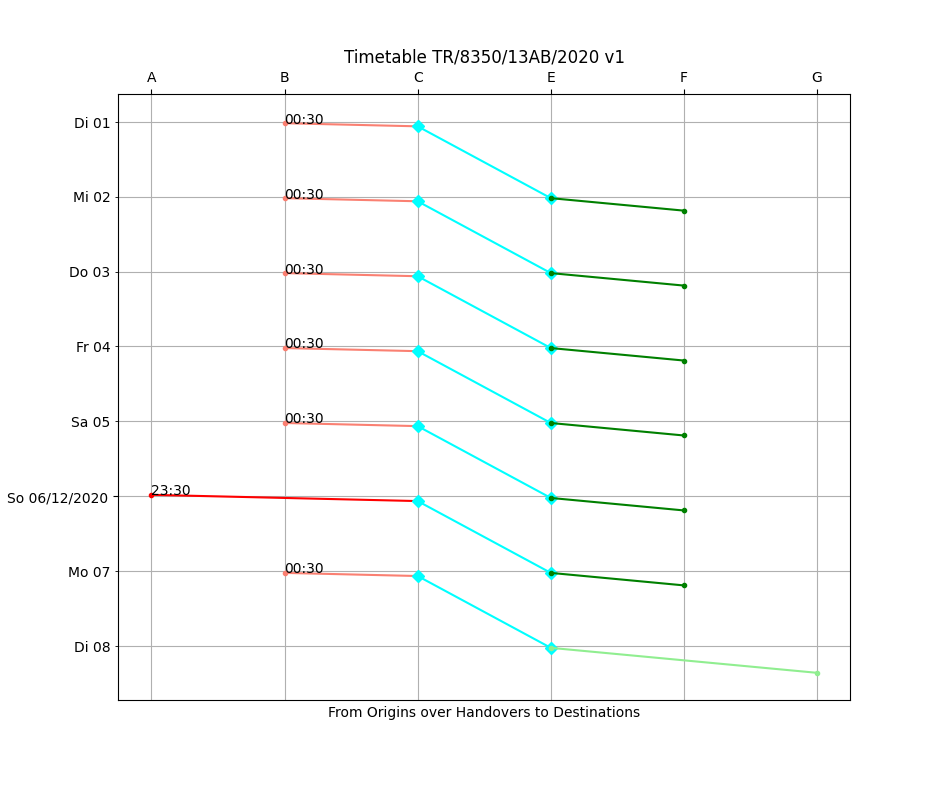 Timetable TR/8350/13AB/2020 v1
A B C E F G
Di 01
00:30
Mi 02
00:30
Do 03
00:30
Fr 04
00:30
Sa 05
00:30
So 06/12/2020
23:30
Mo 07
00:30
Di 08
From Origins over Handovers to Destinations